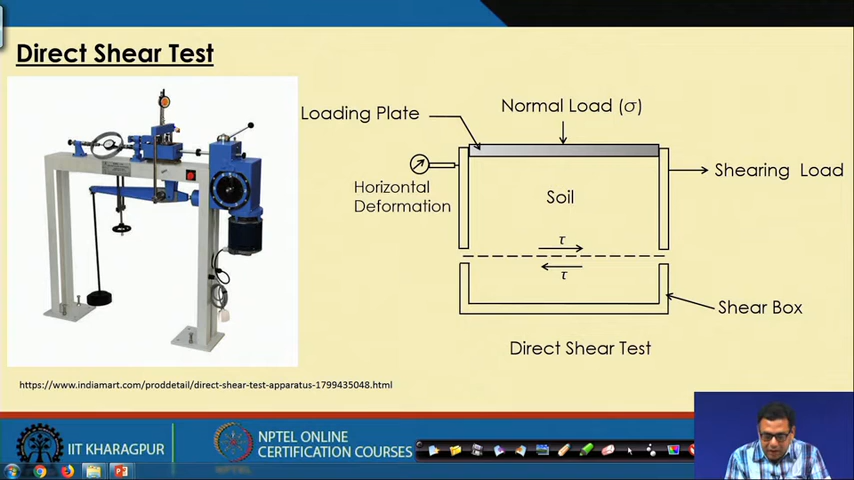 Direct Shear Test
Loading Plate
Normal Load (σ)
Shearing Load
Horizontal
Deformation
Soil
τ
τ
Shear Box
Direct Shear Test
https://www.indiamart.com/proddetail/direct-shear-test-apparatus-1799435048.html
IIT KHARAGPUR
NPTEL ONLINE
CERTIFICATION COURSES